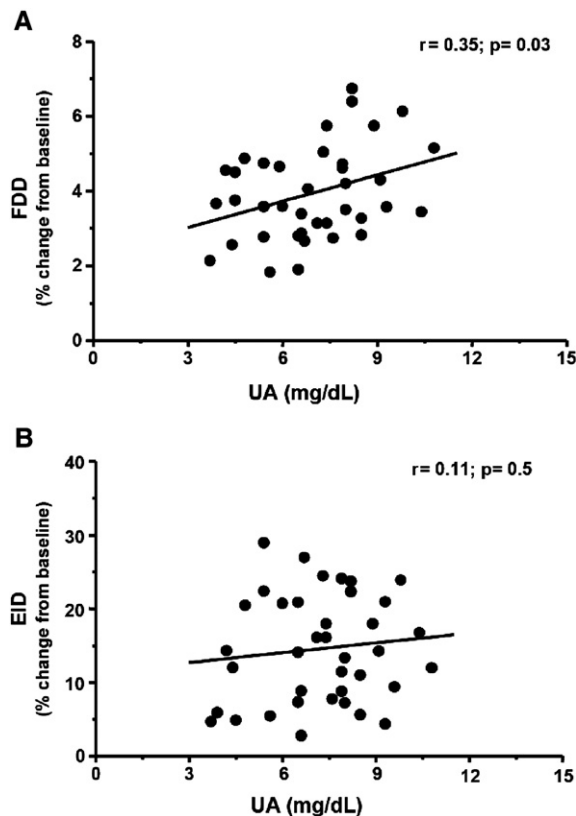 A
r= 0.35; p= 0.03
8
6
4
2
0
FDD
(% change from baseline)
0 3 6 9 12 15
UA (mg/dL)
B
r= 0.11; p= 0.5
40
30
20
10
0
EID
(% change from baseline)
0 3 6 9 12 15
UA (mg/dL)